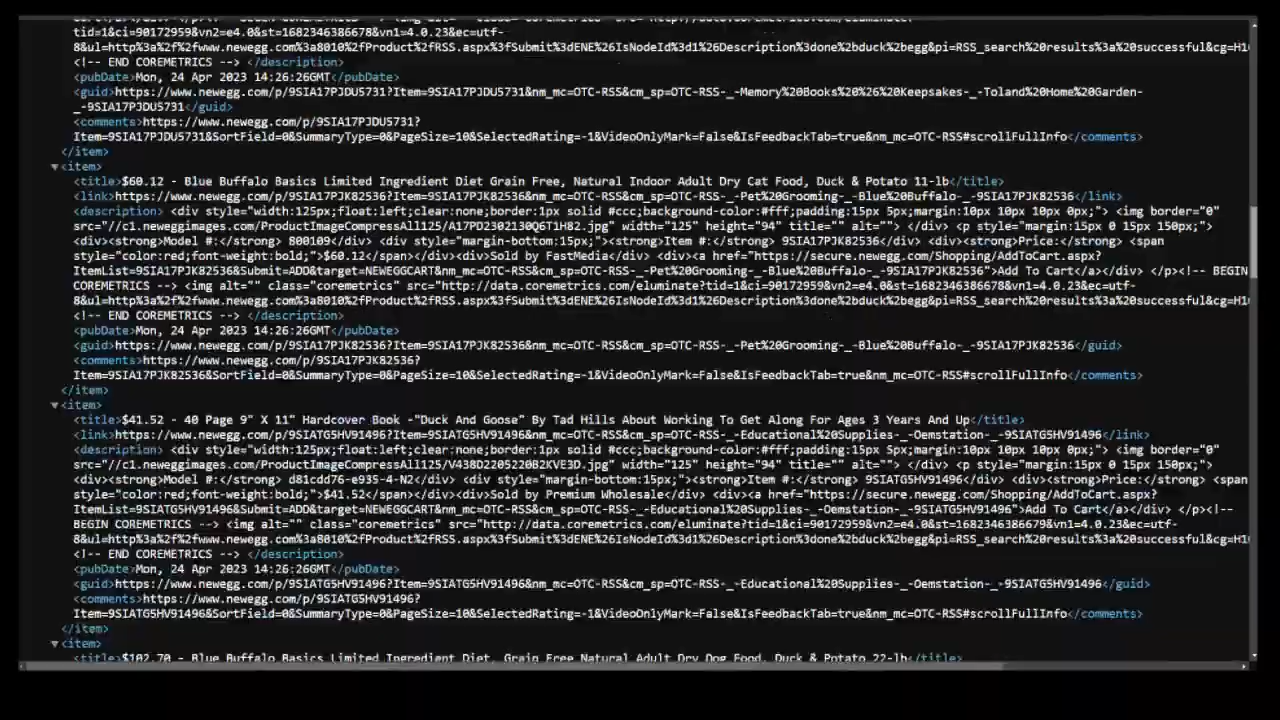 tid=1&ci=90172959&vn2=e4.0&st=1682346386678&vn1=4.0.23&ec=utf-
8&ul=http%3a%2f%2fwww.newegg.com%3a8010%2fProduct%2fRSS.aspx%3fSubmit%3dENE%26IsNodeId%3d1%26Description%3done%2bduck%2begg&pi=RSS_search%20results%3a%20successful&cg=H1
<!-- END COREMETRICS --> </description>
<pubDate>Mon, 24 Apr 2023 14:26:26GMT</pubDate>
<guid>https://www.newegg.com/p/9SIA17PJDU5731?Item=9SIA17PJDU5731&nm_mc=OTC-RSS&cm_sp=OTC-RSS-_-Memory%20Books%20%26%20Keepsakes-_-Toland%20Home%20Garden-
_-9SIA17PJDU5731</guid>
<comments>https://www.newegg.com/p/9SIA17PJDU5731?
Item=9SIA17PJDU5731&SortField=0&SummaryType=0&PageSize=10&SelectedRating=-1&VideoOnlyMark=False&IsFeedbackTab=true&nm_mc=OTC-RSS#scrollFullInfo</comments>
</item>
▼<item>
<title>$60.12 - Blue Buffalo Basics Limited Ingredient Diet Grain Free, Natural Indoor Adult Dry Cat Food, Duck & Potato 11-lb</title>
<link>https://www.newegg.com/p/9SIA17PJK82536?Item=9SIA17PJK82536&nm_mc=OTC-RSS&cm_sp=OTC-RSS-_-Pet%20Grooming-_-Blue%20Buffalo-_-9SIA17PJK82536</link>
<description> <div style="width:125px;float:left;clear:none;border:1px solid #ccc;background-color:#fff;padding:15px 5px;margin:10px 10px 10px 0px;"> <img border="0"
src="//c1.neweggimages.com/ProductImageCompressAll125/A17PD2302130Q6T1H82.jpg" width="125" height="94" title="" alt=""> </div> <p style="margin:15px 0 15px 150px;">
<div><strong>Model #:</strong> 800109</div> <div style="margin-bottom:15px;"><strong>Item #:</strong> 9SIA17PJK82536</div> <div><strong>Price:</strong> <span
style="color:red;font-weight:bold;">$60.12</span></div><div>Sold by FastMedia</div> <div><a href="https://secure.newegg.com/Shopping/AddToCart.aspx?
ItemList=9SIA17PJK82536&Submit=ADD&target=NEWEGGCART&nm_mc=OTC-RSS&cm_sp=OTC-RSS-_-Pet%20Grooming-_-Blue%20Buffalo-_-9SIA17PJK82536">Add To Cart</a></div> </p><!-- BEGIN
COREMETRICS --> <img alt="" class="coremetrics" src="http://data.coremetrics.com/eluminate?tid=1&ci=90172959&vn2=e4.0&st=1682346386678&vn1=4.0.23&ec=utf-
8&ul=http%3a%2f%2fwww.newegg.com%3a8010%2fProduct%2fRSS.aspx%3fSubmit%3dENE%26IsNodeId%3d1%26Description%3done%2bduck%2begg&pi=RSS_search%20results%3a%20successful&cg=H1
<!-- END COREMETRICS --> </description>
<pubDate>Mon, 24 Apr 2023 14:26:26GMT</pubDate>
<guid>https://www.newegg.com/p/9SIA17PJK82536?Item=9SIA17PJK82536&nm_mc=OTC-RSS&cm_sp=OTC-RSS-_-Pet%20Grooming-_-Blue%20Buffalo-_-9SIA17PJK82536</guid>
<comments>https://www.newegg.com/p/9SIA17PJK82536?
Item=9SIA17PJK82536&SortField=0&SummaryType=0&PageSize=10&SelectedRating=-1&VideoOnlyMark=False&IsFeedbackTab=true&nm_mc=OTC-RSS#scrollFullInfo</comments>
</item>
▼<item>
<title>$41.52 - 40 Page 9" X 11" Hardcover Book -"Duck And Goose" By Tad Hills About Working To Get Along For Ages 3 Years And Up</title>
<link>https://www.newegg.com/p/9SIATG5HV91496?Item=9SIATG5HV91496&nm_mc=OTC-RSS&cm_sp=OTC-RSS-_-Educational%20Supplies-_-Oemstation-_-9SIATG5HV91496</link>
<description> <div style="width:125px;float:left;clear:none;border:1px solid #ccc;background-color:#fff;padding:15px 5px;margin:10px 10px 10px 0px;"> <img border="0"
src="//c1.neweggimages.com/ProductImageCompressAll125/V438D2205220B2KVE3D.jpg" width="125" height="94" title="" alt=""> </div> <p style="margin:15px 0 15px 150px;">
<div><strong>Model #:</strong> d81cdd76-e935-4-N2</div> <div style="margin-bottom:15px;"><strong>Item #:</strong> 9SIATG5HV91496</div> <div><strong>Price:</strong> <span
style="color:red;font-weight:bold;">$41.52</span></div><div>Sold by Premium Wholesale</div> <div><a href="https://secure.newegg.com/Shopping/AddToCart.aspx?
ItemList=9SIATG5HV91496&Submit=ADD&target=NEWEGGCART&nm_mc=OTC-RSS&cm_sp=OTC-RSS-_-Educational%20Supplies-_-Oemstation-_-9SIATG5HV91496">Add To Cart</a></div> </p><!--
BEGIN COREMETRICS --> <img alt="" class="coremetrics" src="http://data.coremetrics.com/eluminate?tid=1&ci=90172959&vn2=e4.0&st=1682346386679&vn1=4.0.23&ec=utf-
8&ul=http%3a%2f%2fwww.newegg.com%3a8010%2fProduct%2fRSS.aspx%3fSubmit%3dENE%26IsNodeId%3d1%26Description%3done%2bduck%2begg&pi=RSS_search%20results%3a%20successful&cg=H1
<!-- END COREMETRICS --> </description>
<pubDate>Mon, 24 Apr 2023 14:26:26GMT</pubDate>
<guid>https://www.newegg.com/p/9SIATG5HV91496?Item=9SIATG5HV91496&nm_mc=OTC-RSS&cm_sp=OTC-RSS-_-Educational%20Supplies-_-Oemstation-_-9SIATG5HV91496</guid>
<comments>https://www.newegg.com/p/9SIATG5HV91496?
Item=9SIATG5HV91496&SortField=0&SummaryType=0&PageSize=10&SelectedRating=-1&VideoOnlyMark=False&IsFeedbackTab=true&nm_mc=OTC-RSS#scrollFullInfo</comments>
</item>
▼<item>
<title>$102.70 - Blue Buffalo Basics Limited Ingredient Diet, Grain Free Natural Adult Dry Dog Food, Duck & Potato 22-lb</title>